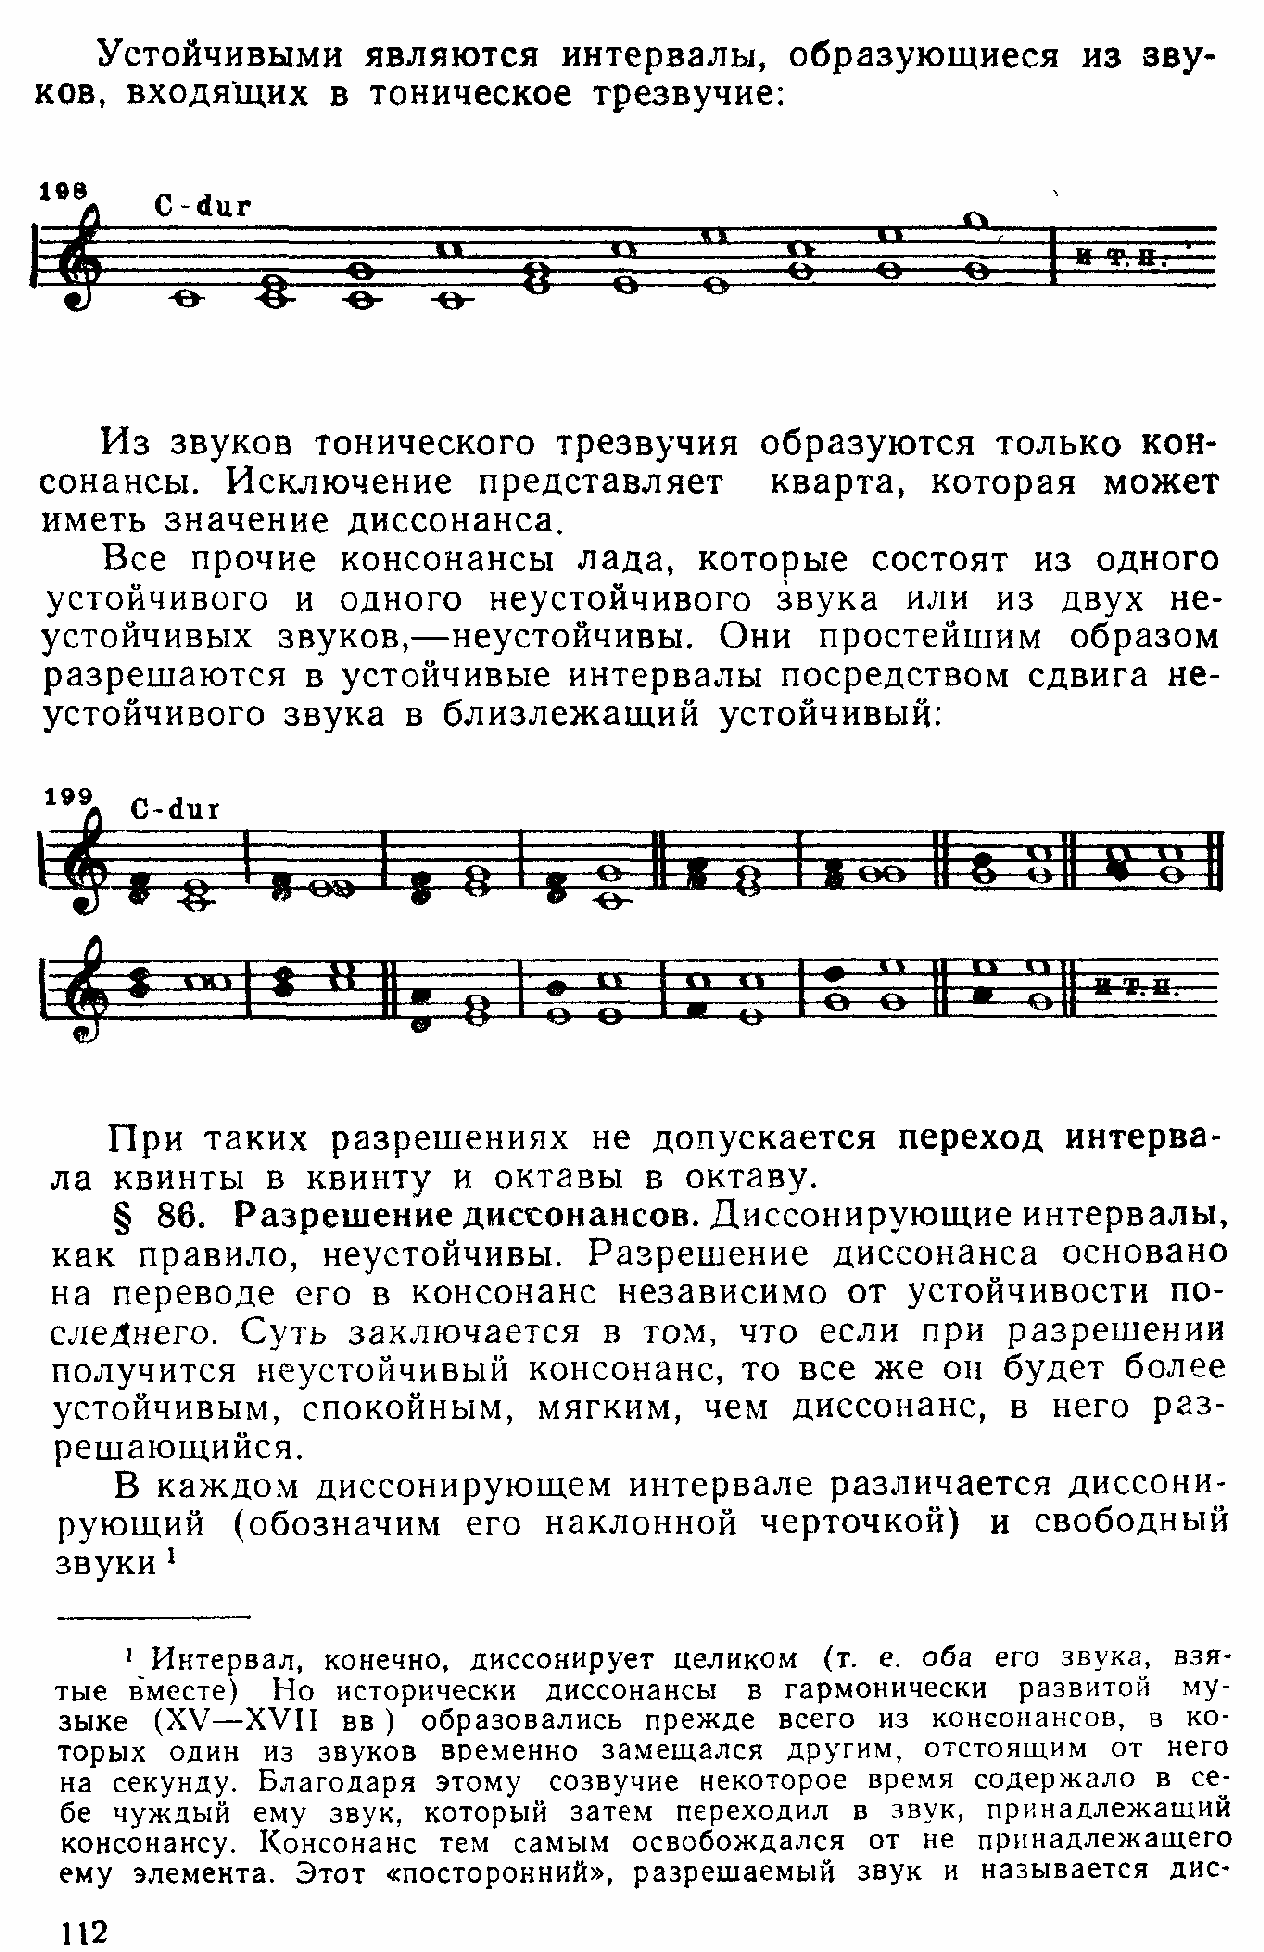 Устойчивыми являются интервалы, образующиеся из зву-
ков, входящих в тоническое трезвучие:
198 C-dur
и т. п.
Из звуков тонического трезвучия образуются только кон-
сонансы. Исключение представляет кварта, которая может
иметь значение диссонанса.
Все прочие консонансы лада, которые состоят из одного
устойчивого и одного неустойчивого звука или из двух не-
устойчивых звуков,—неустойчивы. Они простейшим образом
разрешаются в устойчивые интервалы посредством сдвига не-
устойчивого звука в близлежащий устойчивый:
199 C-dur
и т. п.
При таких разрешениях не допускается переход интерва-
ла квинты в квинту и октавы в октаву.
§ 86. Разрешение диссонансов. Диссонирующие интервалы,
как правило, неустойчивы. Разрешение диссонанса основано
на переводе его в консонанс независимо от устойчивости по-
следнего. Суть заключается в том, что если при разрешении
получится неустойчивый консонанс, то все же он будет более
устойчивым, спокойным, мягким, чем диссонанс, в него раз-
решающийся.
В каждом диссонирующем интервале различается диссони-
рующий (обозначим его наклонной черточкой) и свободный
звуки ¹
¹ Интервал, конечно, диссонирует целиком (т. е. оба его звука, взя-
тые вместе) Но исторически диссонансы в гармонически развитой му-
зыке (XV—XVII вв ) образовались прежде всего из консонансов, в ко-
торых один из звуков временно замещался другим, отстоящим от него
на секунду. Благодаря этому созвучие некоторое время содержало в се-
бе чуждый ему звук, который затем переходил в звук, принадлежащий
консонансу. Консонанс тем самым освобождался от не принадлежащего
ему элемента. Этот «посторонний», разрешаемый звук и называется дис-
112